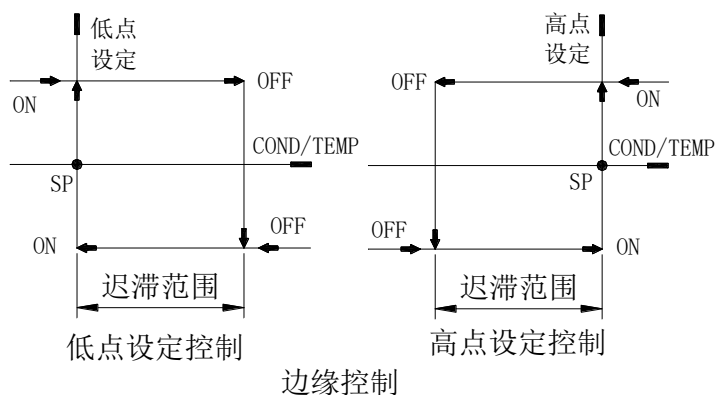 低点
设定
ON
OFF
COND/TEMP
SP
ON
OFF
迟滞范围
低点设定控制
高点
设定
OFF
ON
COND/TEMP
SP
OFF
ON
迟滞范围
高点设定控制
边缘控制